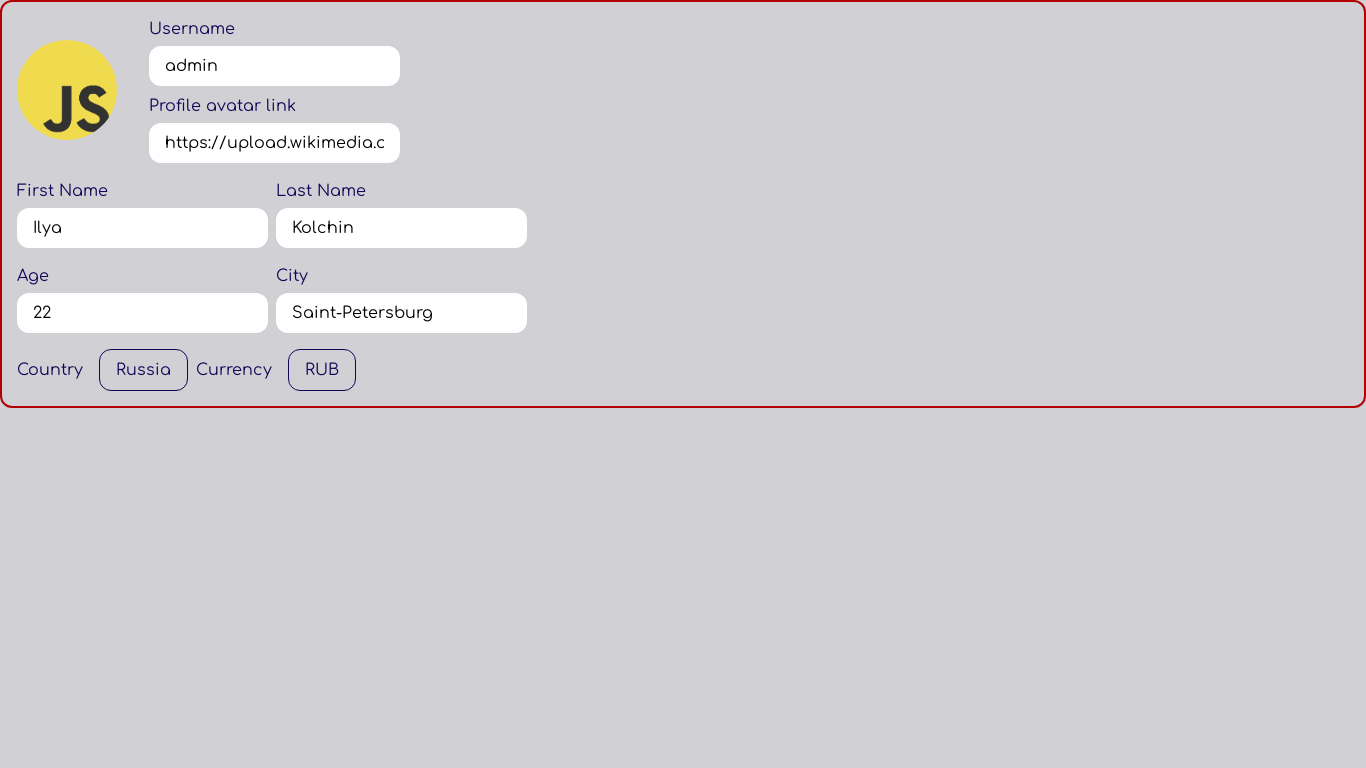 Username
admin
Profile avatar link
https://upload.wikimedia.c
JS
First Name Last Name
Ilya Kolchin
Age City
22 Saint-Petersburg
Country Russia Currency RUB